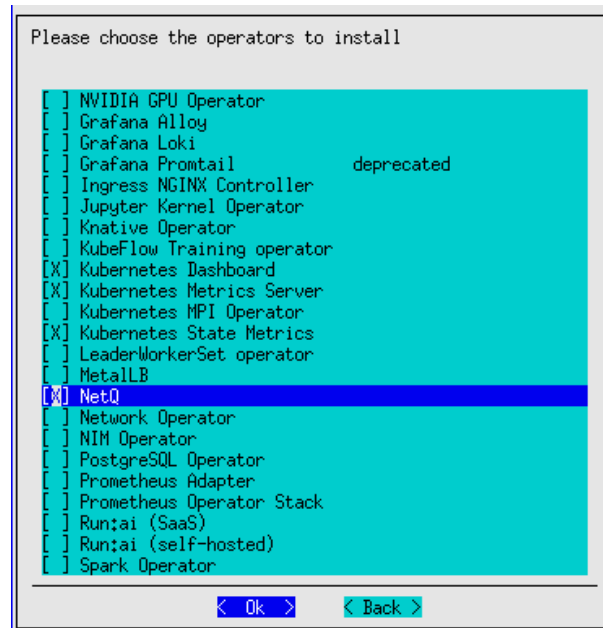 Please choose the operators to install
[ ] NVIDIA GPU Operator
[ ] Grafana Alloy
[ ] Grafana Loki
[ ] Grafana Promtail deprecated
[ ] Ingress NGINX Controller
[ ] Jupyter Kernel Operator
[ ] Knative Operator
[ ] KubeFlow Training operator
[X] Kubernetes Dashboard
[X] Kubernetes Metrics Server
[ ] Kubernetes MPI Operator
[X] Kubernetes State Metrics
[ ] LeaderWorkerSet operator
[ ] MetalLB
[X] NetQ
[ ] Network Operator
[ ] NIM Operator
[ ] PostgreSQL Operator
[ ] Prometheus Adapter
[ ] Prometheus Operator Stack
[ ] Run:ai (SaaS)
[ ] Run:ai (self-hosted)
[ ] Spark Operator
< Ok > < Back >